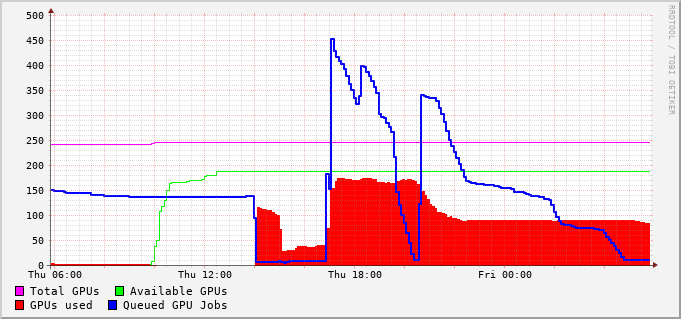 500
450
400
350
300
250
200
150
100
50
0
Thu 06:00 Thu 12:00 Thu 18:00 Fri 00:00
Total GPUs Available GPUs
GPUs used Queued GPU Jobs
RRDTOOL / TOBI OETIKER